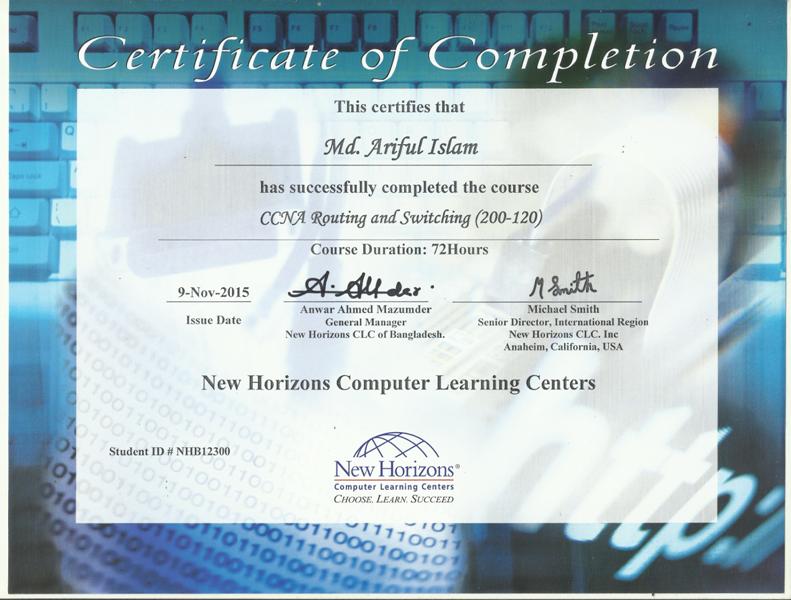 Certificate of Completion
This certifies that
Md. Ariful Islam
has successfully completed the course
CCNA Routing and Switching (200-120)
Course Duration: 72Hours
9-Nov-2015
Issue Date
Anwar Ahmed Mazumder
General Manager
New Horizons CLC of Bangladesh.
M Smith
Michael Smith
Senior Director, International Region
New Horizons CLC. Inc
Anaheim, California, USA
New Horizons Computer Learning Centers
Student ID # NHB12300
New Horizons®
Computer Learning Centers
CHOOSE. LEARN. SUCCEED
http:/